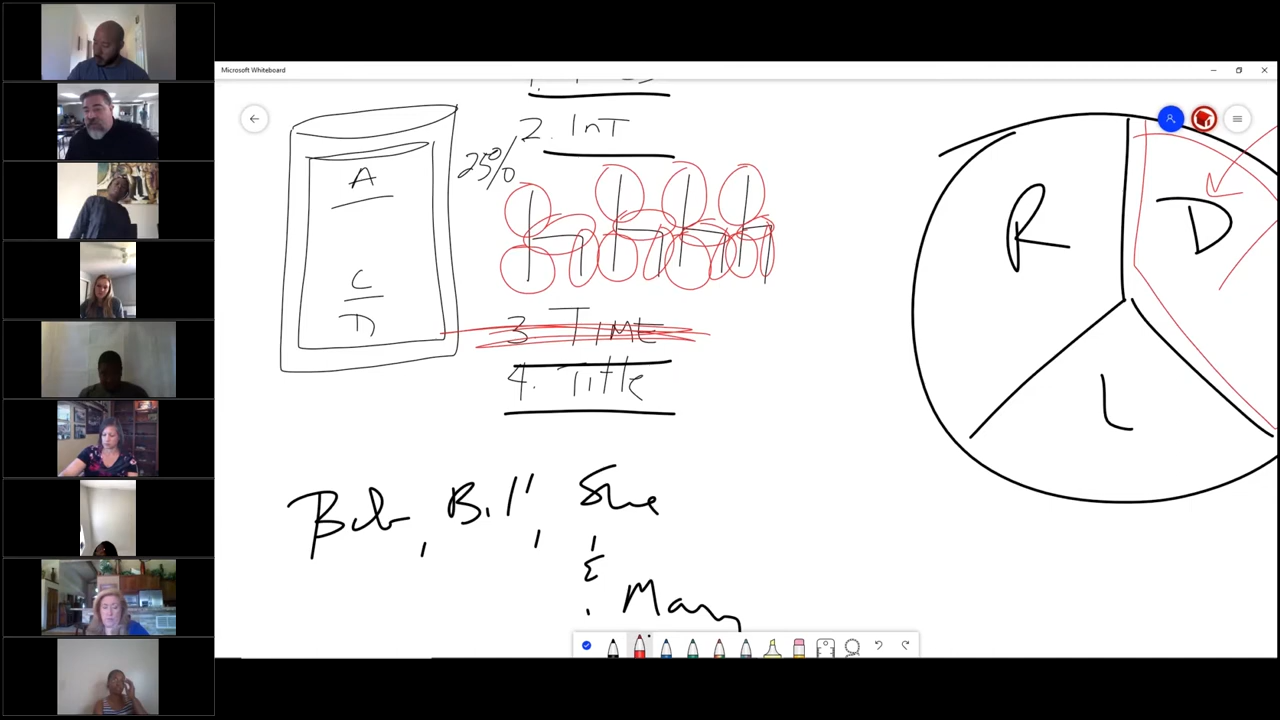 Microsoft Whiteboard
2. InT
25%
A
C
D
3 TIME
4. Title
R
D
L
Bob, Bill, Sue
&
Mary